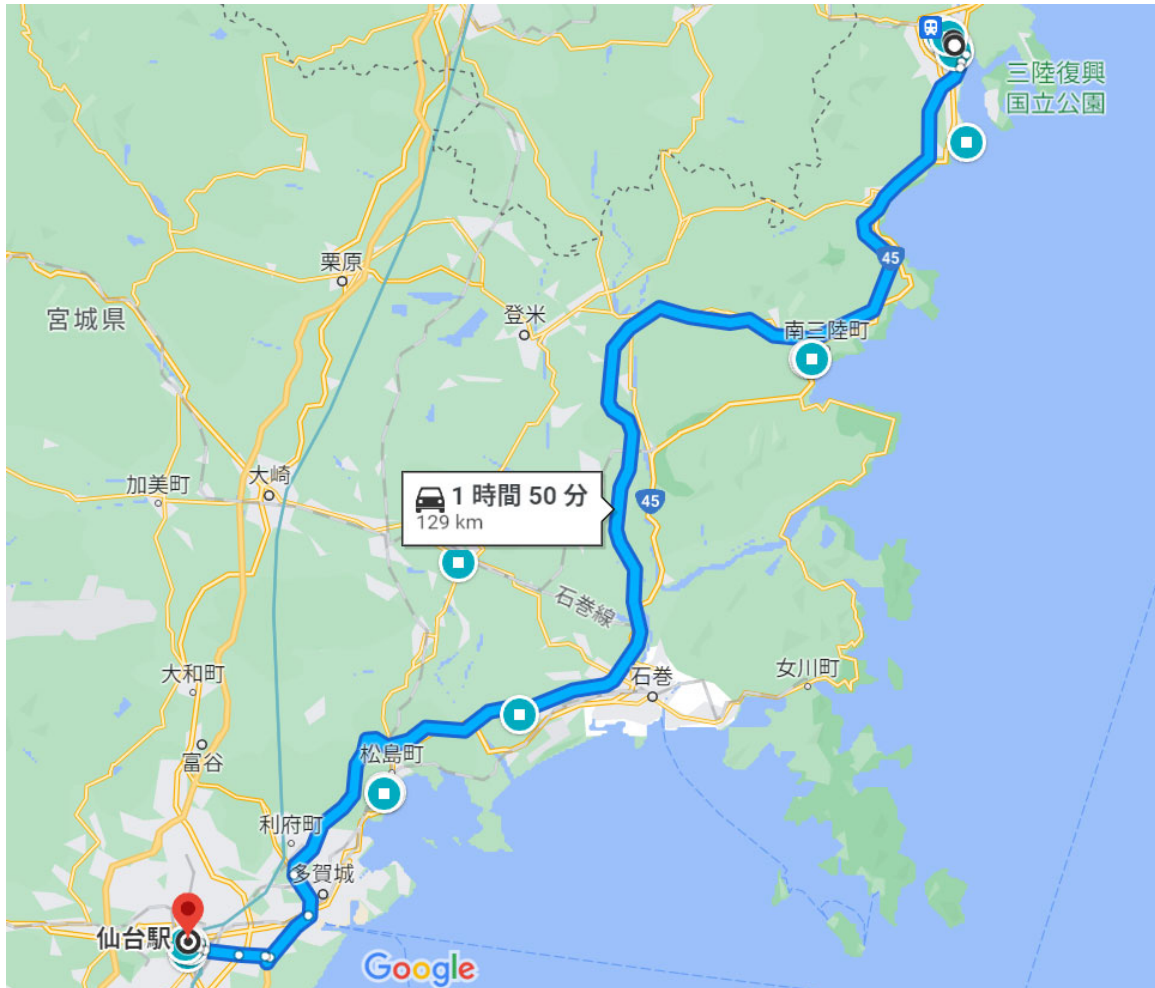 三陸復興
国立公園
45
栗原
宮城県
登米
南三陸町
大崎
加美町
1 時間 50 分
129 km
45
石巻線
大和町
石巻
女川町
富谷
松島町
利府町
多賀城
仙台駅
Google